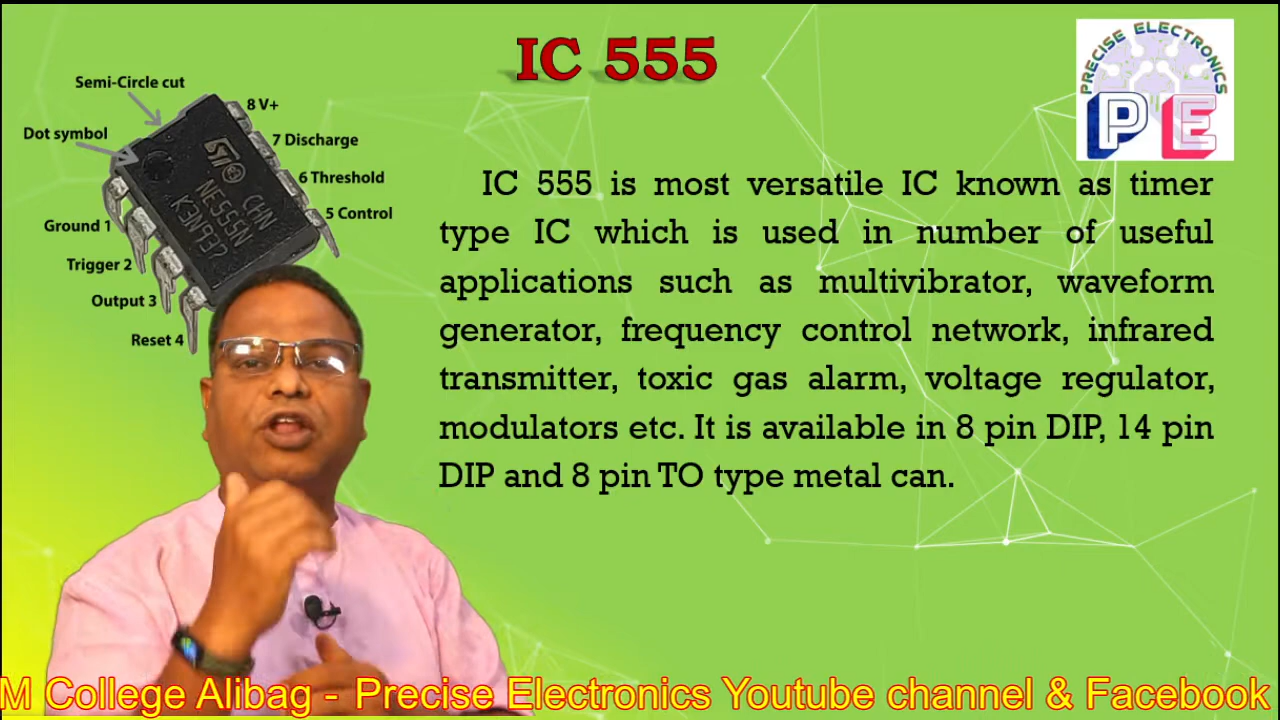 IC 555
PRECISE ELECTRONICS
PE
Semi-Circle cut
Dot symbol
8 V+
7 Discharge
6 Threshold
5 Control
Ground 1
Trigger 2
Output 3
Reset 4
CHN
NE555N
K3N93?
IC 555 is most versatile IC known as timer
type IC which is used in number of useful
applications such as multivibrator, waveform
generator, frequency control network, infrared
transmitter, toxic gas alarm, voltage regulator,
modulators etc. It is available in 8 pin DIP, 14 pin
DIP and 8 pin TO type metal can.
M College Alibag - Precise Electronics Youtube channel & Facebook